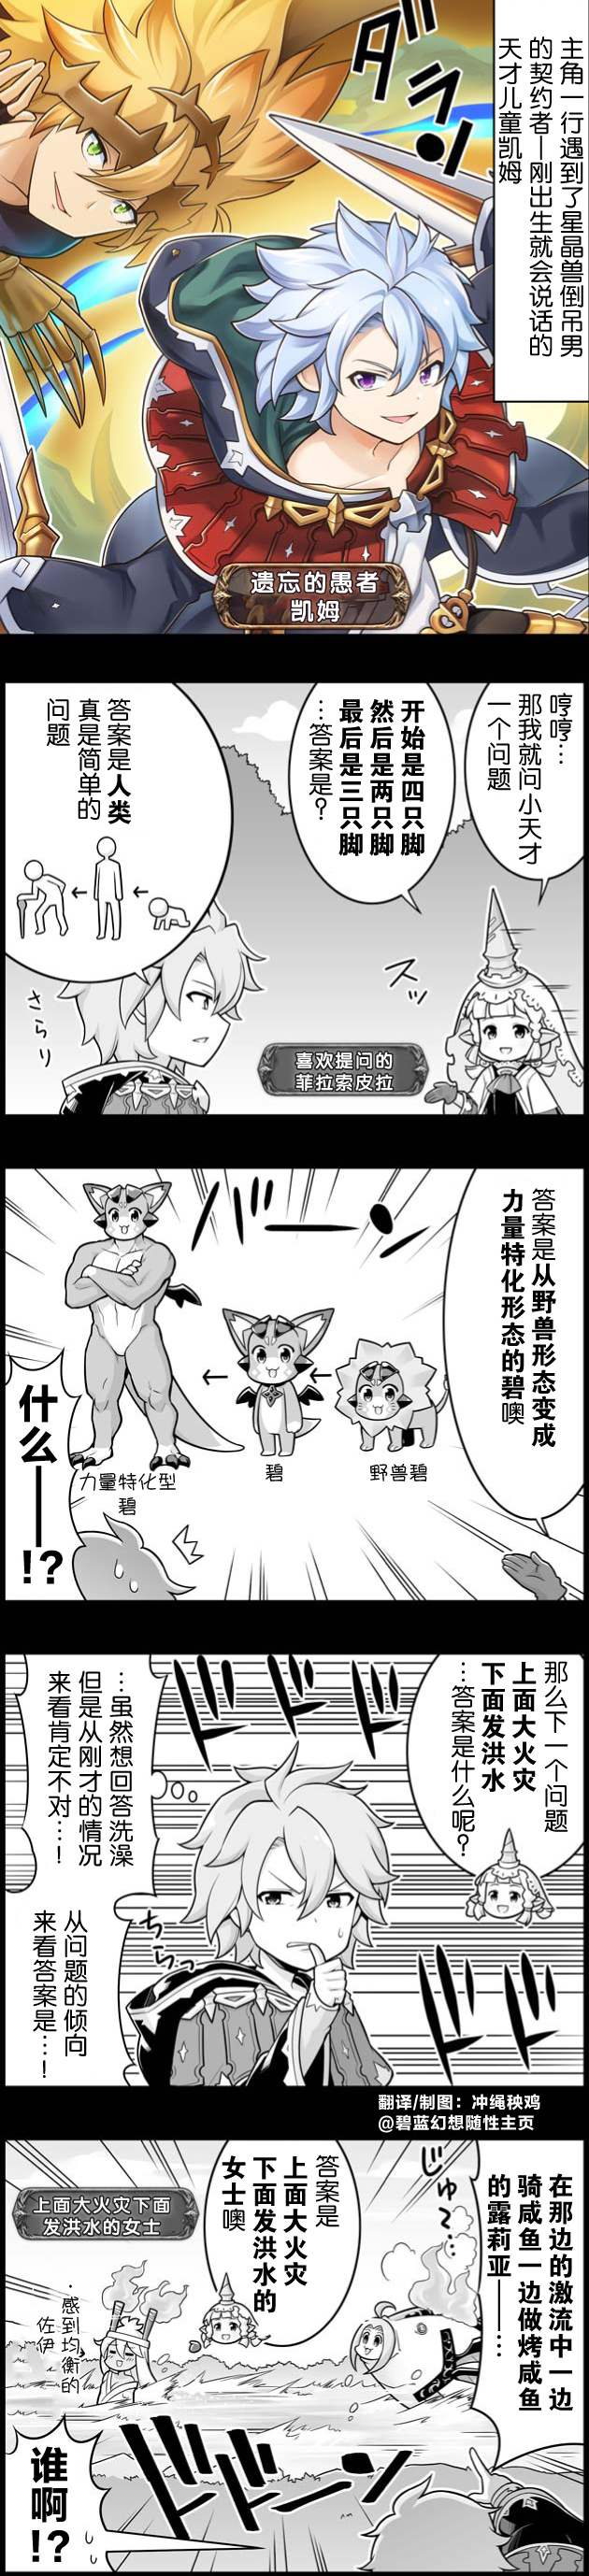 主角一行遇到了星晶兽倒吊男
的契约者—刚出生就会说话的
天才儿童凯姆
ダラ!
遗忘的愚者
凯姆
哼哼…
那我就问小天才
一个问题
开始是四只脚
然后是两只脚
最后是三只脚
…答案是?
答案是人类
真是简单的
问题
スッ
さらり
喜欢提问的
菲拉索皮拉
答案是从野兽形态变成
力量特化形态的碧噢
バーーン
野兽碧
碧
力量特化型
碧
什么——!?
那么下一个问题
上面大火灾
下面发洪水
…答案是什么呢?
ドドド
…虽然想回答洗澡
但是从刚才的情况
来看肯定不对…!
ちらっ
从问题的倾向
来看答案是…!
ドド
翻译/制图：冲绳秧鸡
@碧蓝幻想随性主页
在那边的激流中一边
骑咸鱼一边做烤咸鱼
的露莉亚——…
じゅ〜…
答案是
上面大火灾
下面发洪水的
女士噢
上面大火灾下面
发洪水的女士
感到均衡的
佐伊
ドドーン
谁啊!?